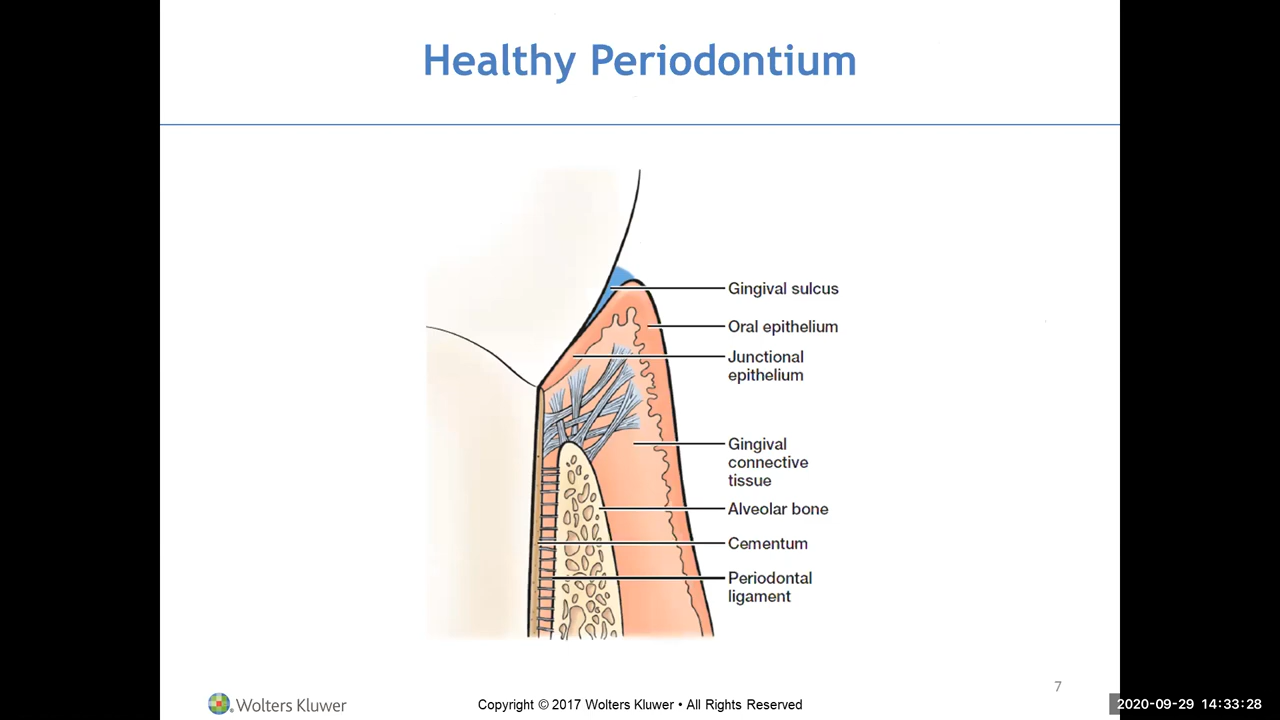 Healthy Periodontium
Gingival sulcus
Oral epithelium
Junctional
epithelium
Gingival
connective
tissue
Alveolar bone
Cementum
Periodontal
ligament
7
Wolters Kluwer
Copyright © 2017 Wolters Kluwer • All Rights Reserved
2020-09-29 14:33:28